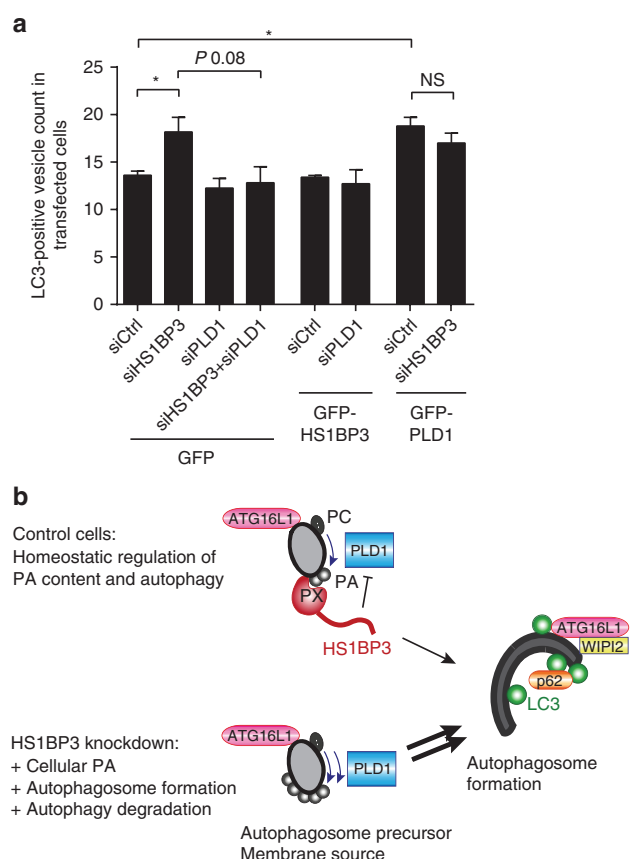 a
*
*
P 0.08
NS
LC3-positive vesicle count in
transfected cells
25
20
15
10
5
0
siCtrl
siHS1BP3
siPLD1
siHS1BP3+siPLD1
siCtrl
siPLD1
siCtrl
siHS1BP3
GFP
GFP-
HS1BP3
GFP-
PLD1
b
Control cells:
Homeostatic regulation of
PA content and autophagy
ATG16L1
PC
PLD1
PA
PX
HS1BP3
ATG16L1
WIPI2
p62
LC3
Autophagosome
formation
HS1BP3 knockdown:
+ Cellular PA
+ Autophagosome formation
+ Autophagy degradation
ATG16L1
PLD1
Autophagosome precursor
Membrane source